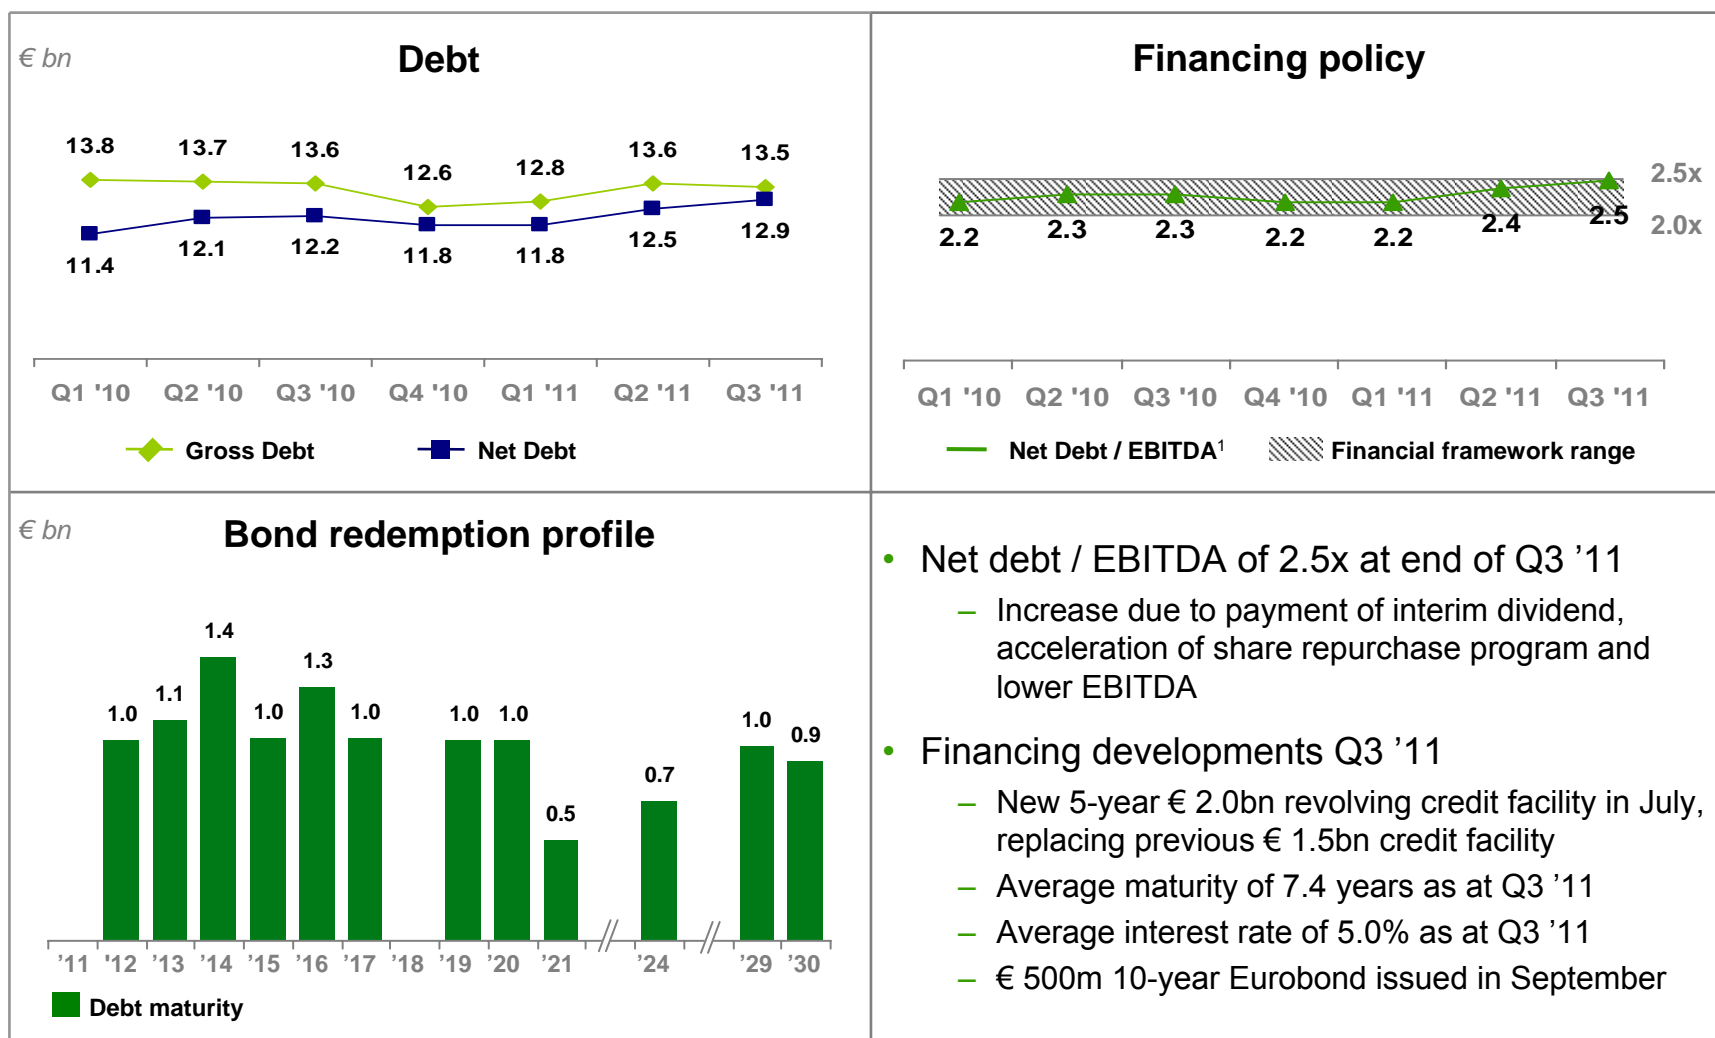 € bn
Debt
13.8 13.7 13.6 12.6 12.8 13.6 13.5
11.4 12.1 12.2 11.8 11.8 12.5 12.9
Q1 '10 Q2 '10 Q3 '10 Q4 '10 Q1 '11 Q2 '11 Q3 '11
Gross Debt Net Debt
Financing policy
2.5x
2.0x
2.2 2.3 2.3 2.2 2.2 2.4 2.5
Q1 '10 Q2 '10 Q3 '10 Q4 '10 Q1 '11 Q2 '11 Q3 '11
Net Debt / EBITDA¹ Financial framework range
€ bn
Bond redemption profile
1.0 1.1 1.4 1.0 1.3 1.0 1.0 1.0 0.5 0.7 1.0 0.9
’11 '12 ’13 ’14 ’15 ’16 ’17 ’18 ’19 ’20 ’21 ’24 ’29 ’30
Debt maturity
• Net debt / EBITDA of 2.5x at end of Q3 ’11
– Increase due to payment of interim dividend,
acceleration of share repurchase program and
lower EBITDA
• Financing developments Q3 ’11
– New 5-year € 2.0bn revolving credit facility in July,
replacing previous € 1.5bn credit facility
– Average maturity of 7.4 years as at Q3 ’11
– Average interest rate of 5.0% as at Q3 ’11
– € 500m 10-year Eurobond issued in September